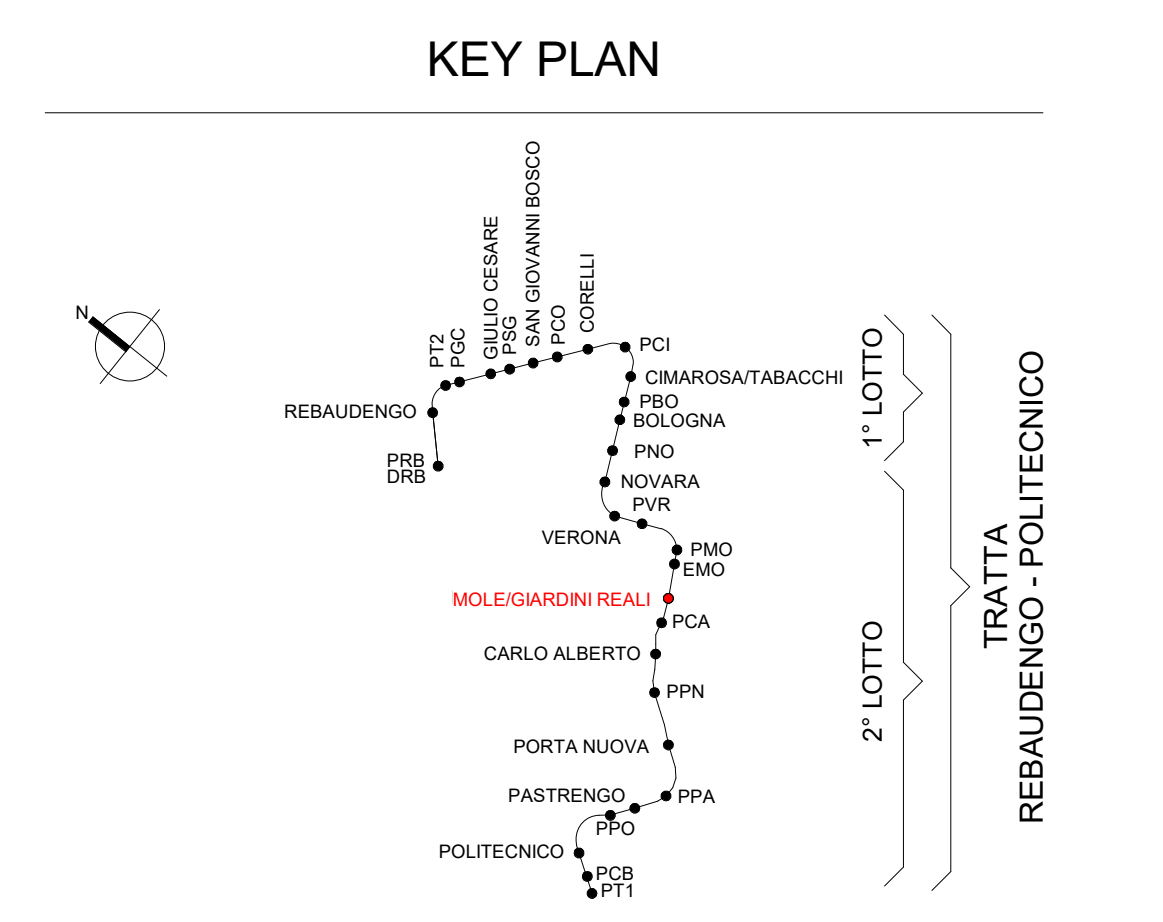 KEY PLAN
N
PT2
PGC
GIULIO CESARE
PSG
SAN GIOVANNI BOSCO
PCO
CORELLI
PCI
CIMAROSA/TABACCHI
PBO
BOLOGNA
PNO
NOVARA
PVR
VERONA
PMO
EMO
MOLE/GIARDINI REALI
PCA
CARLO ALBERTO
PPN
PORTA NUOVA
PPA
PASTRENGO
PPO
POLITECNICO
PCB
PT1
REBAUDENGO
PRB
DRB
1° LOTTO
2° LOTTO
TRATTA
REBAUDENGO - POLITECNICO